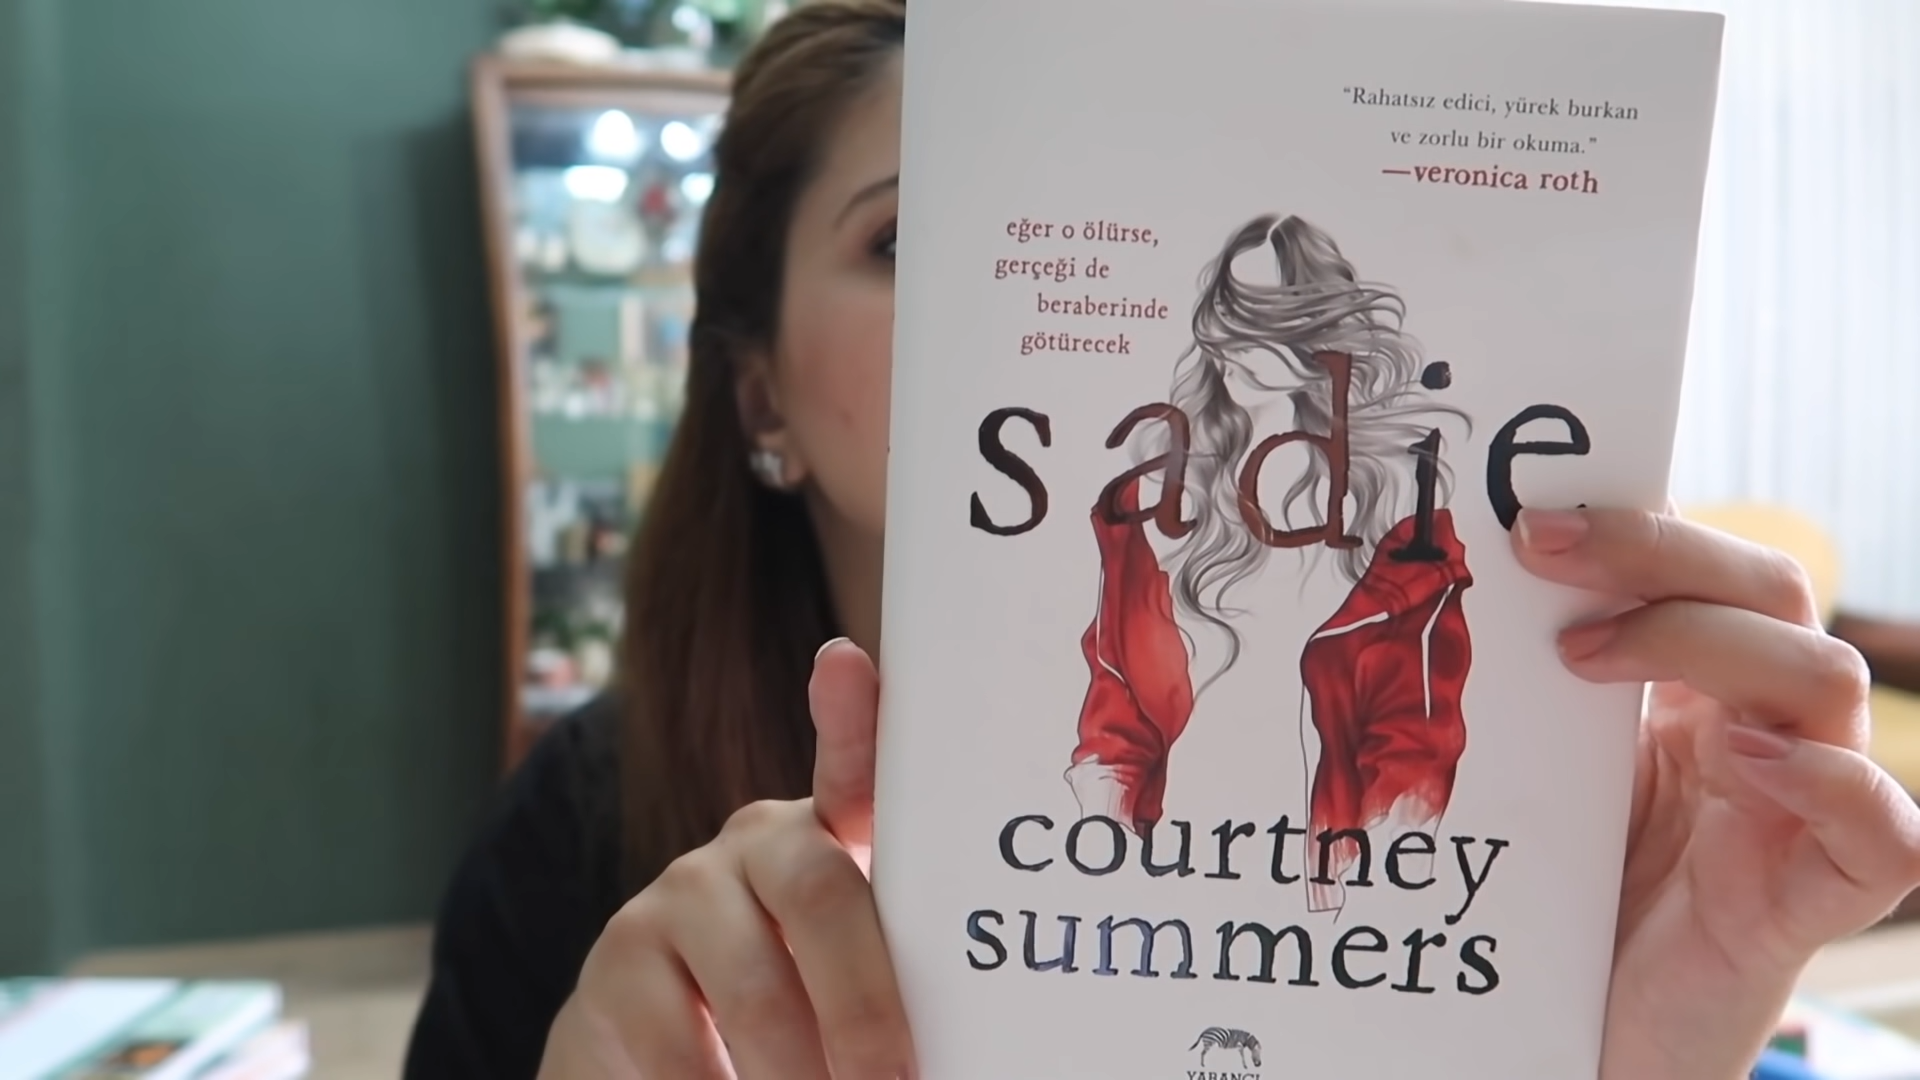 “Rahatsız edici, yürek burkan
ve zorlu bir okuma.”
—veronica roth
eğer o ölürse,
gerçeği de
beraberinde
götürecek
sadie
courtney
summers
YABANCI